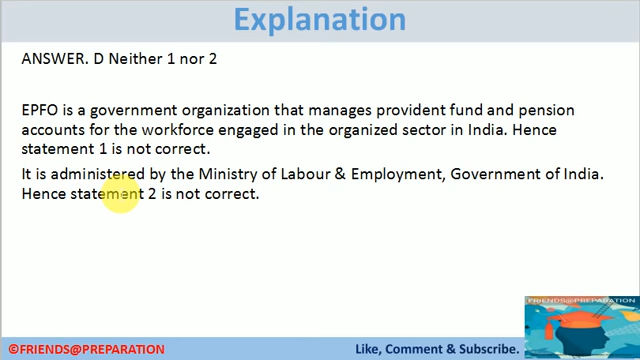 Explanation
ANSWER. D Neither 1 nor 2
EPFO is a government organization that manages provident fund and pension
accounts for the workforce engaged in the organized sector in India. Hence
statement 1 is not correct.
It is administered by the Ministry of Labour & Employment, Government of India.
Hence statement 2 is not correct.
FRIENDS@PREPARATION
©FRIENDS@PREPARATION
Like, Comment & Subscribe.